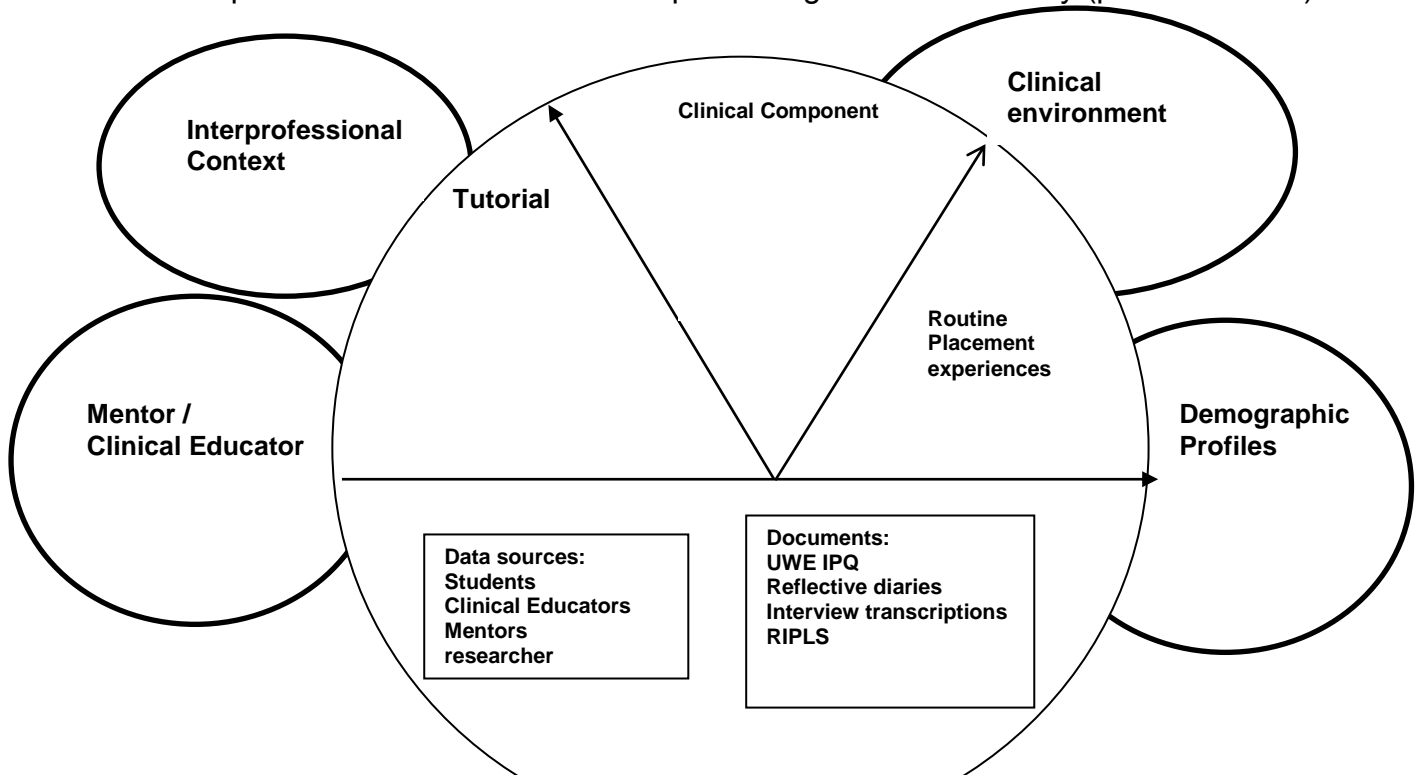 Clinical Component
Clinical
environment
Interprofessional
Context
Tutorial
Routine
Placement
experiences
Mentor /
Clinical Educator
Demographic
Profiles
Data sources:
Students
Clinical Educators
Mentors
researcher
Documents:
UWE IPQ
Reflective diaries
Interview transcriptions
RIPLS